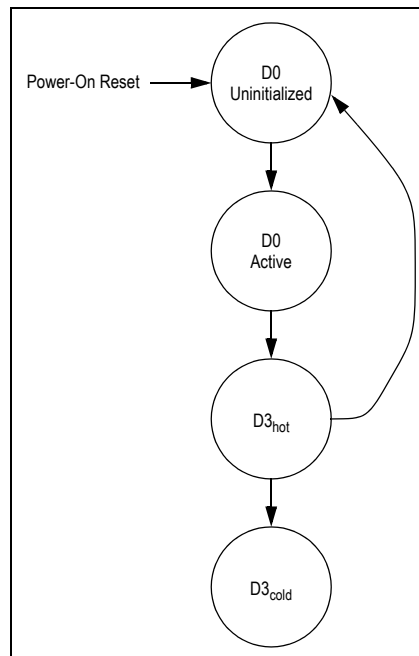 Power-On Reset
D0
Uninitialized
D0
Active
D3hot
D3cold